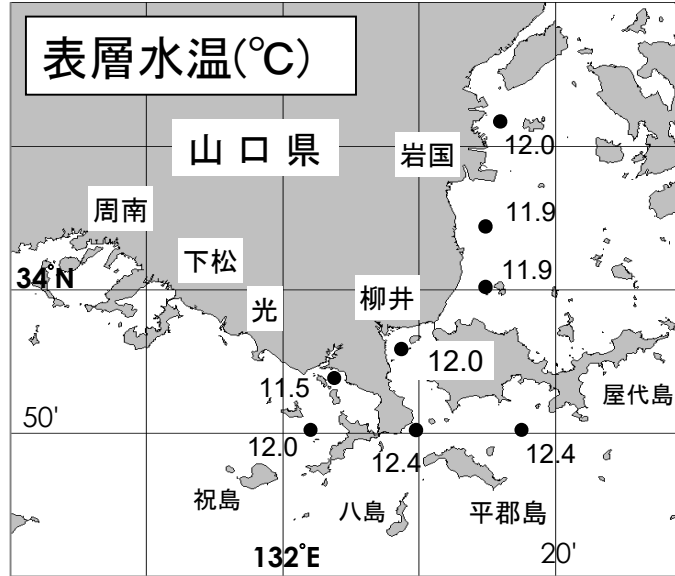 表層水温(℃)
山口県
岩国
12.0
周南
11.9
下松
34°N
11.9
光
柳井
12.0
11.5
屋代島
50'
12.0
12.4
12.4
祝島
八島
平郡島
132°E
20'